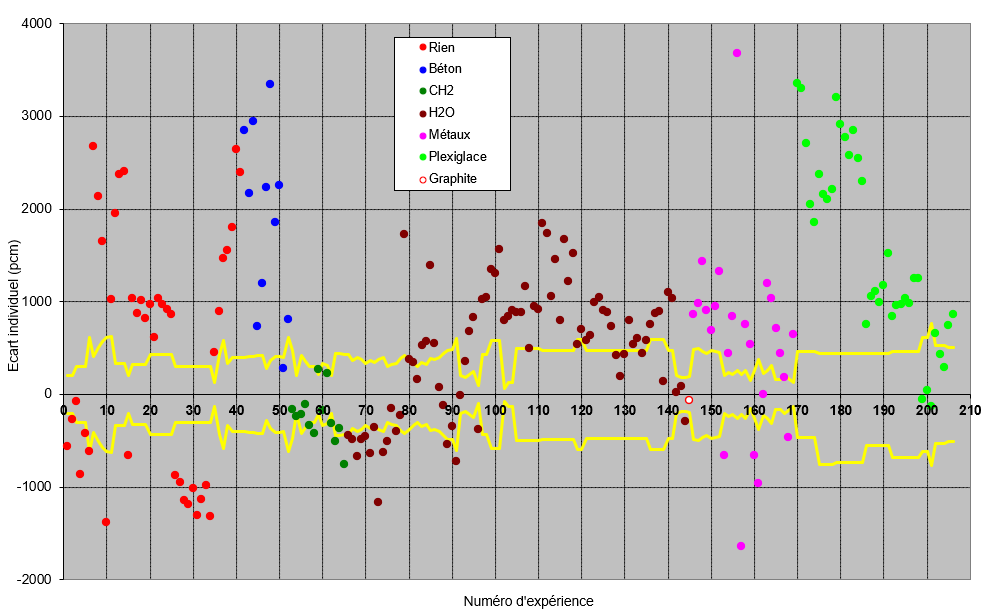 4000
3000
2000
1000
0
-1000
-2000
Ecart individuel (pcm)
Rien
Béton
CH2
H2O
Métaux
Plexiglace
Graphite
0 10 20 30 40 50 60 70 80 90 100 110 120 130 140 150 160 170 180 190 200 210
Numéro d'expérience